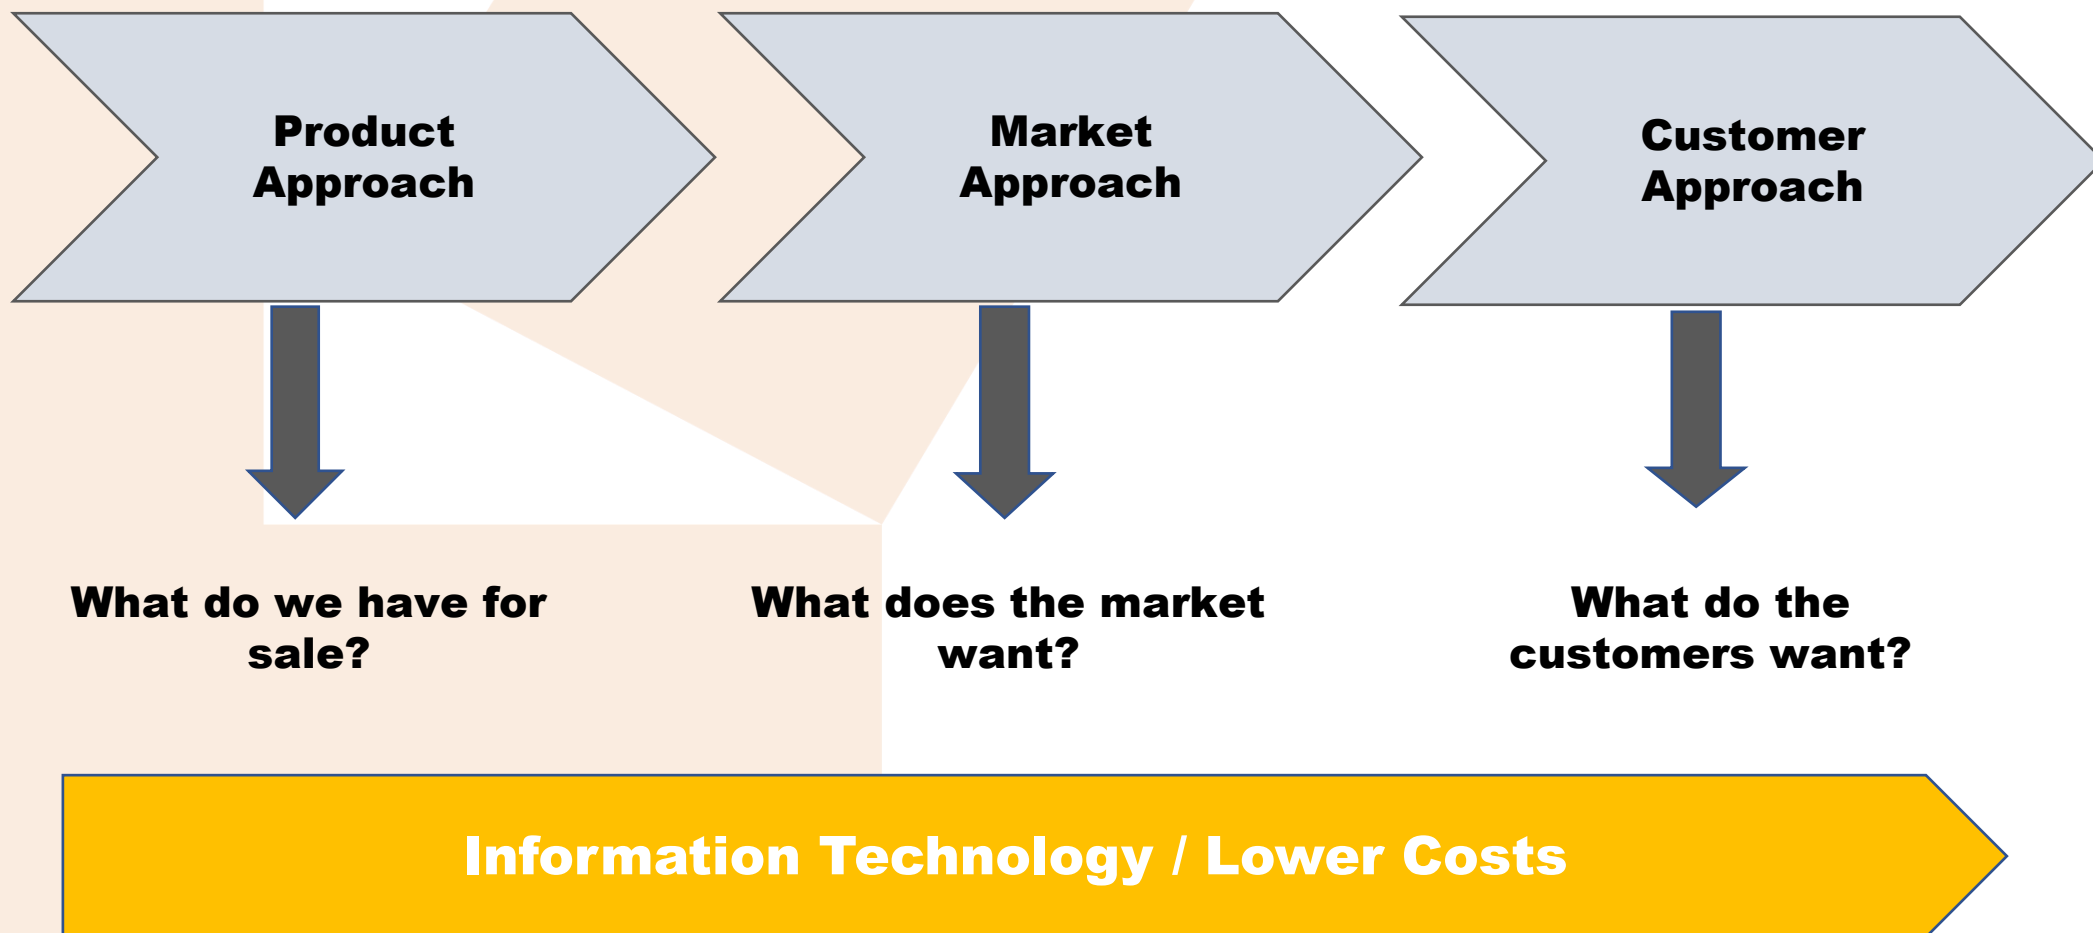 Product
Approach
Market
Approach
Customer
Approach
What do we have for
sale?
What does the market
want?
What do the
customers want?
Information Technology / Lower Costs